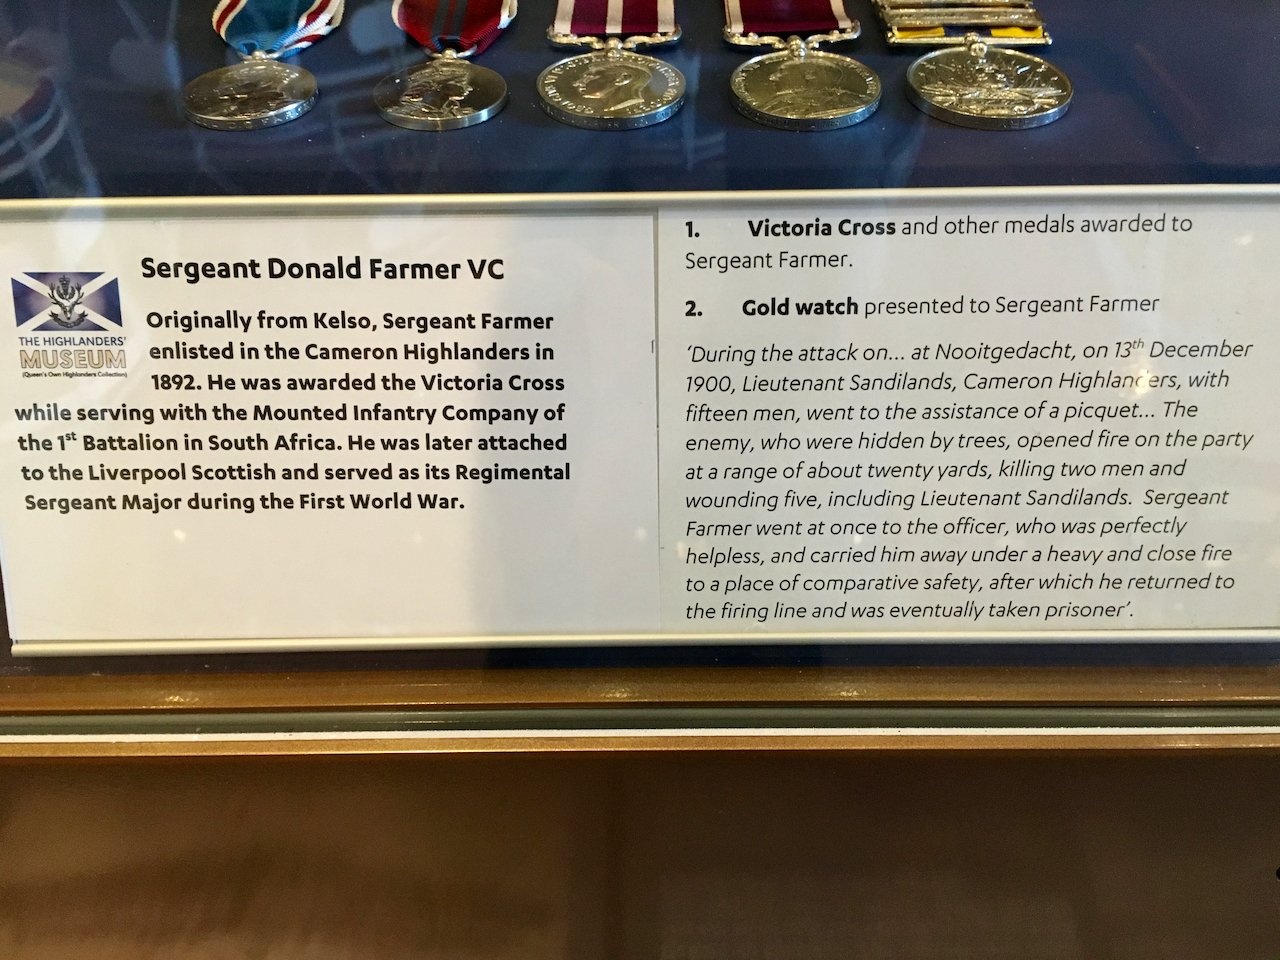 Sergeant Donald Farmer VC
THE HIGHLANDERS'
MUSEUM
(Queen's Own Highlanders Collection)
Originally from Kelso, Sergeant Farmer
enlisted in the Cameron Highlanders in
1892. He was awarded the Victoria Cross
while serving with the Mounted Infantry Company of
the 1st Battalion in South Africa. He was later attached
to the Liverpool Scottish and served as its Regimental
Sergeant Major during the First World War.
1. Victoria Cross and other medals awarded to
Sergeant Farmer.
2. Gold watch presented to Sergeant Farmer
'During the attack on... at Nooitgedacht, on 13th December
1900, Lieutenant Sandilands, Cameron Highlanders, with
fifteen men, went to the assistance of a picquet... The
enemy, who were hidden by trees, opened fire on the party
at a range of about twenty yards, killing two men and
wounding five, including Lieutenant Sandilands. Sergeant
Farmer went at once to the officer, who was perfectly
helpless, and carried him away under a heavy and close fire
to a place of comparative safety, after which he returned to
the firing line and was eventually taken prisoner'.